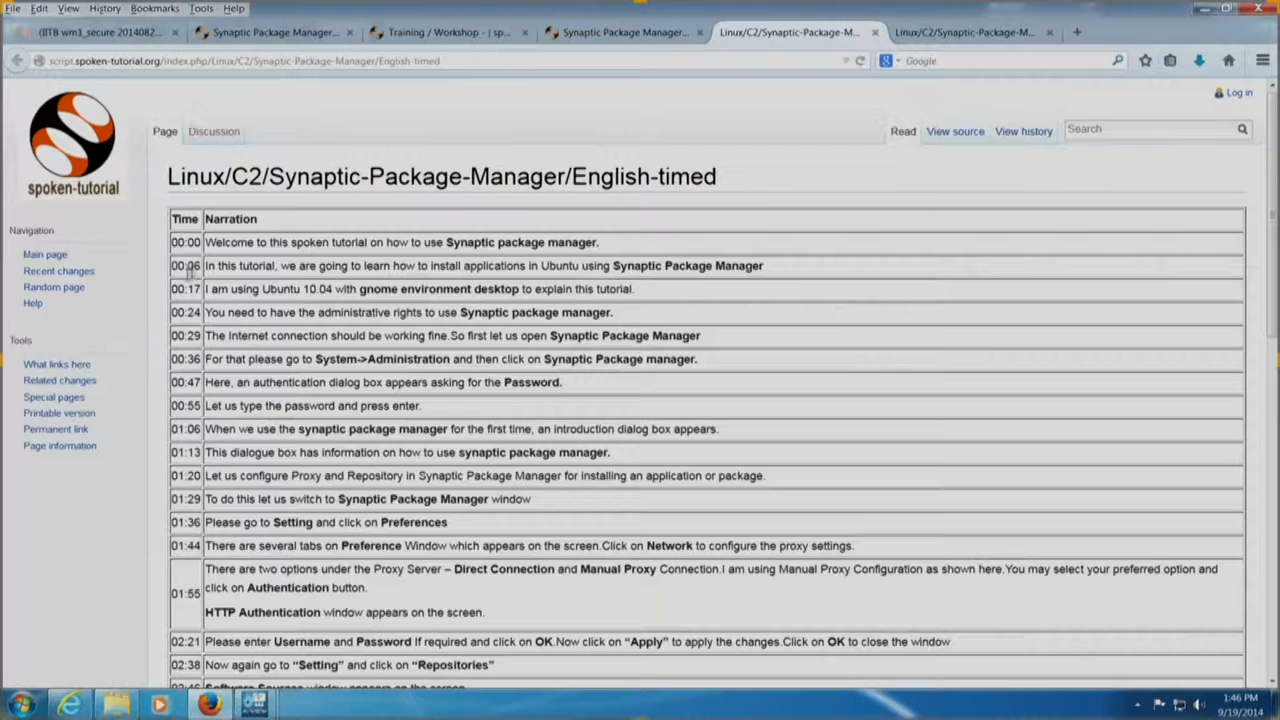 File Edit View History Bookmarks Tools Help
(IITB wm1_secure 2014082... × Synaptic Package Manager... × Training / Workshop - | sp... × Synaptic Package Manager... × Linux/C2/Synaptic-Package-M... × Linux/C2/Synaptic-Package-M... × +
script.spoken-tutorial.org/index.php/Linux/C2/Synaptic-Package-Manager/English-timed
Google
Log in
Page Discussion Read View source View history Search
spoken-tutorial
Linux/C2/Synaptic-Package-Manager/English-timed
Navigation
Main page
Recent changes
Random page
Help
Tools
What links here
Related changes
Special pages
Printable version
Permanent link
Page information
Time Narration
00:00 Welcome to this spoken tutorial on how to use Synaptic package manager.
00:06 In this tutorial, we are going to learn how to install applications in Ubuntu using Synaptic Package Manager
00:17 I am using Ubuntu 10.04 with gnome environment desktop to explain this tutorial.
00:24 You need to have the administrative rights to use Synaptic package manager.
00:29 The Internet connection should be working fine.So first let us open Synaptic Package Manager
00:36 For that please go to System->Administration and then click on Synaptic Package manager.
00:47 Here, an authentication dialog box appears asking for the Password.
00:55 Let us type the password and press enter.
01:06 When we use the synaptic package manager for the first time, an introduction dialog box appears.
01:13 This dialogue box has information on how to use synaptic package manager.
01:20 Let us configure Proxy and Repository in Synaptic Package Manager for installing an application or package.
01:29 To do this let us switch to Synaptic Package Manager window
01:36 Please go to Setting and click on Preferences
01:44 There are several tabs on Preference Window which appears on the screen.Click on Network to configure the proxy settings.
01:55 There are two options under the Proxy Server – Direct Connection and Manual Proxy Connection.I am using Manual Proxy Configuration as shown here.You may select your preferred option and
click on Authentication button.
HTTP Authentication window appears on the screen.
02:21 Please enter Username and Password if required and click on OK.Now click on “Apply” to apply the changes.Click on OK to close the window
02:38 Now again go to “Setting” and click on “Repositories”
02:46 Software Sources window appears on the screen.
1:46 PM
9/19/2014